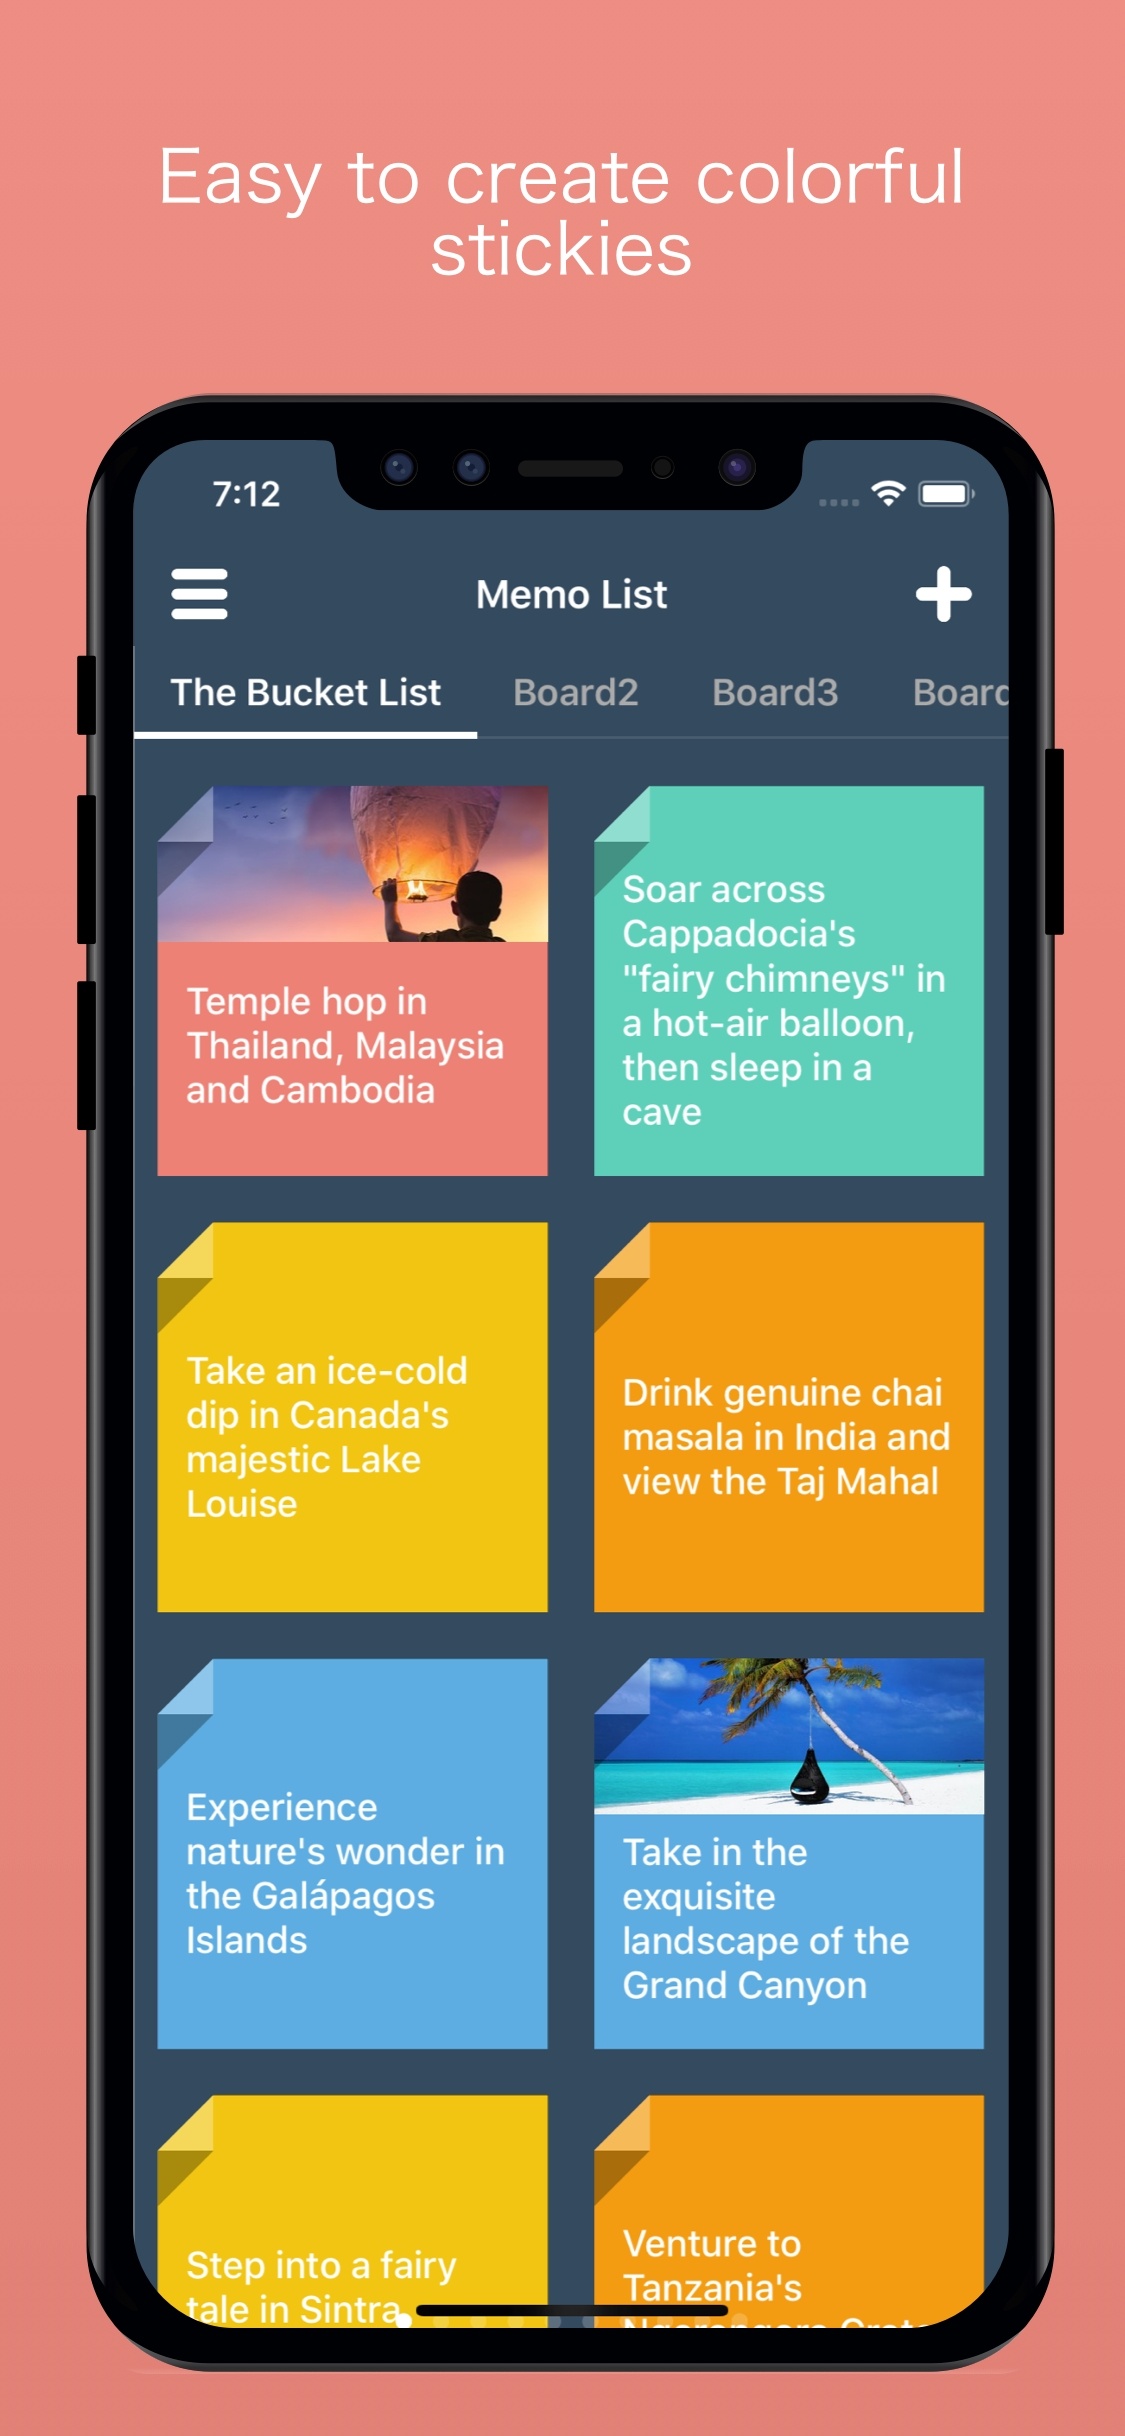 Easy to create colorful
stickies
7:12
Memo List
The Bucket List
Board2
Board3
Board
Temple hop in
Thailand, Malaysia
and Cambodia
Soar across
Cappadocia's
"fairy chimneys" in
a hot-air balloon,
then sleep in a
cave
Take an ice-cold
dip in Canada's
majestic Lake
Louise
Drink genuine chai
masala in India and
view the Taj Mahal
Experience
nature's wonder in
the Galápagos
Islands
Take in the
exquisite
landscape of the
Grand Canyon
Step into a fairy
tale in Sintra
Venture to
Tanzania's